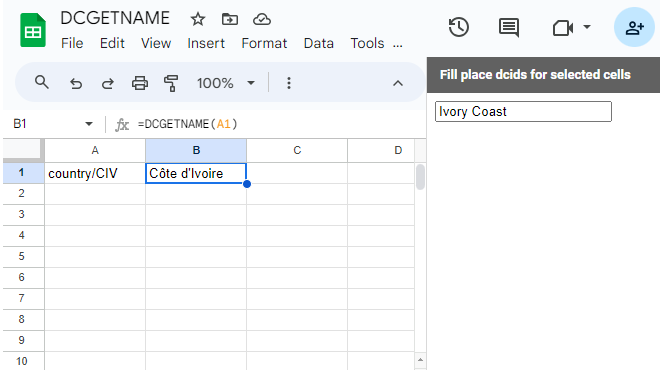 DCGETNAME
File Edit View Insert Format Data Tools ...
100%
Fill place dcids for selected cells
Ivory Coast
B1 fx =DCGETNAME(A1)
A B C D
1 country/CIV Côte d'Ivoire
2
3
4
5
6
7
8
9
10